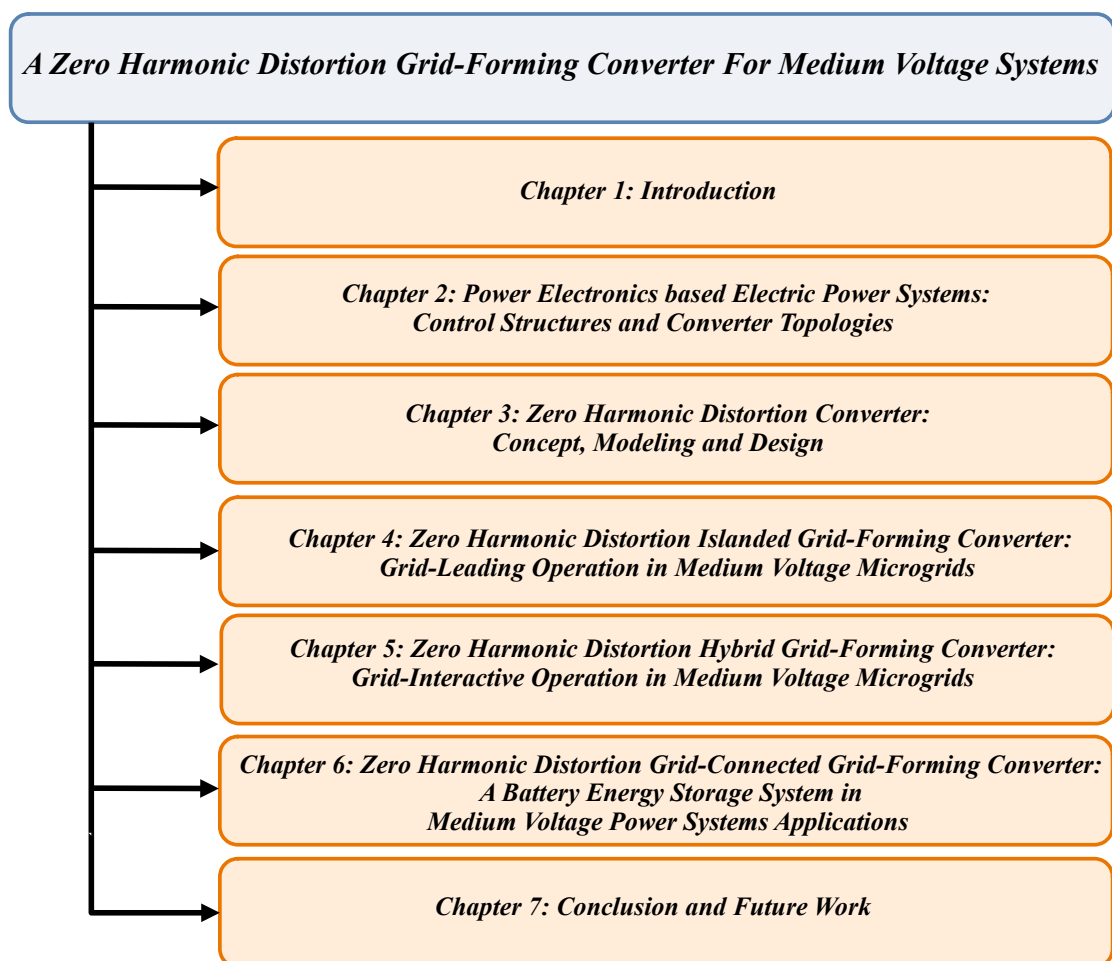 A Zero Harmonic Distortion Grid-Forming Converter For Medium Voltage Systems
Chapter 1: Introduction
Chapter 2: Power Electronics based Electric Power Systems:
Control Structures and Converter Topologies
Chapter 3: Zero Harmonic Distortion Converter:
Concept, Modeling and Design
Chapter 4: Zero Harmonic Distortion Islanded Grid-Forming Converter:
Grid-Leading Operation in Medium Voltage Microgrids
Chapter 5: Zero Harmonic Distortion Hybrid Grid-Forming Converter:
Grid-Interactive Operation in Medium Voltage Microgrids
Chapter 6: Zero Harmonic Distortion Grid-Connected Grid-Forming Converter:
A Battery Energy Storage System in
Medium Voltage Power Systems Applications
Chapter 7: Conclusion and Future Work